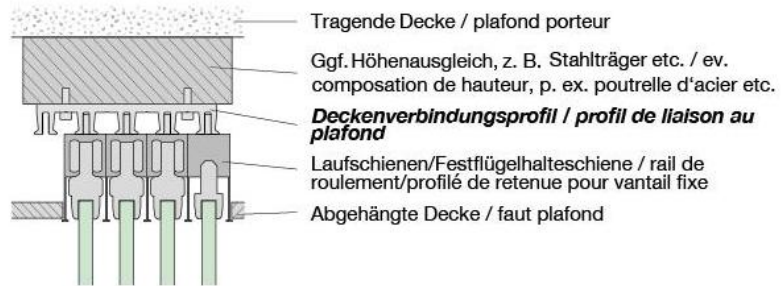 Tragende Decke / plafond porteur
Ggf. Höhenausgleich, z. B. Stahlträger etc. / ev.
composation de hauteur, p. ex. poutrelle d‘acier etc.
Deckenverbindungsprofil / profil de liaison au
plafond
Laufschienen/Festflügelhalteschiene / rail de
roulement/profilé de retenue pour vantail fixe
Abgehängte Decke / faut plafond